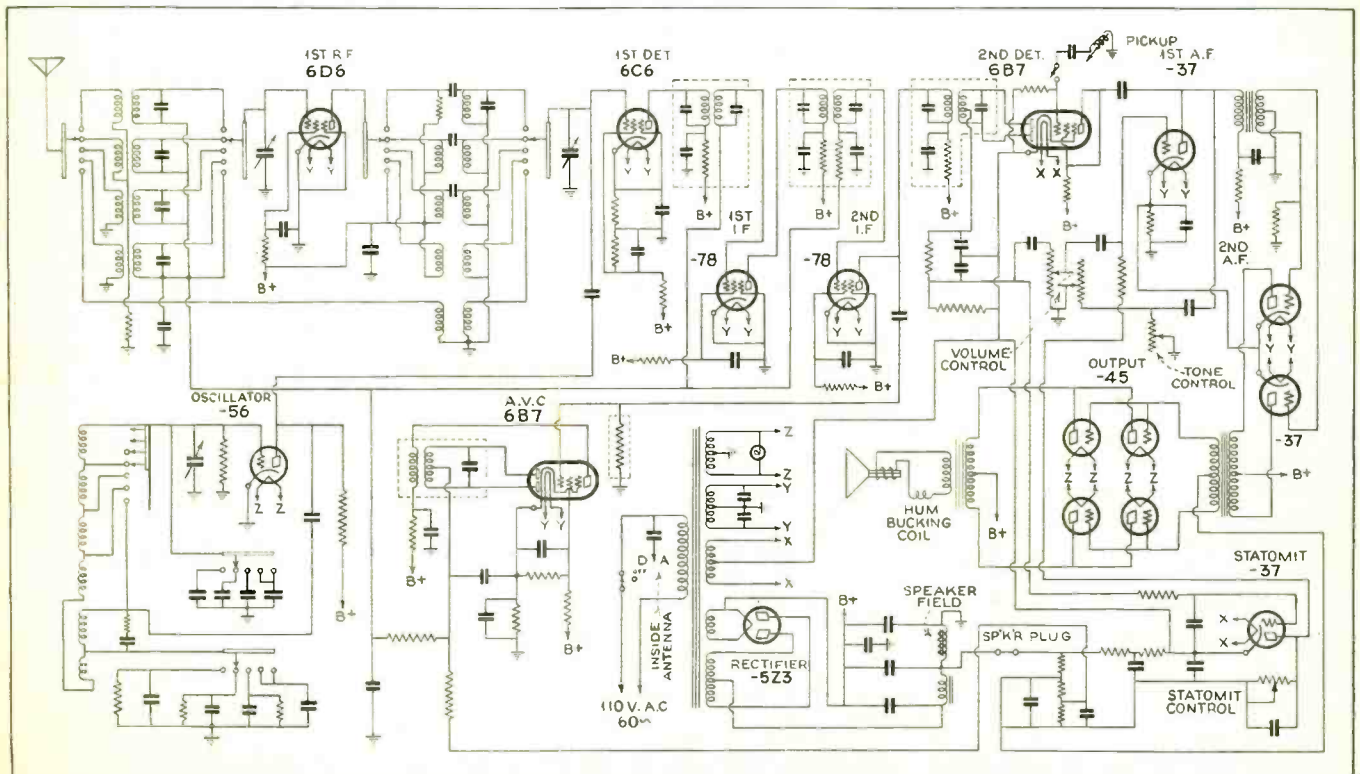 1ST R.F
6D6
1ST DET
6C6
2ND DET.
6B7
PICKUP
1ST A.F.
-37
Y Y
Y Y
X X
Y Y
B+
B+
B+
B+
B+
B+
B+
1ST
I.F
-78
Y Y
2ND
I.F
-78
Y Y
B+
B+
B+
2ND
A.F.
Y Y
Y Y
-37
B+
VOLUME
CONTROL
TONE
CONTROL
OSCILLATOR
-56
Z Z
B+
A.V.C
6B7
Y Y
B+
B+
Z
Z
Y
Y
X
X
D A
OFF
INSIDE
ANTENNA
110 V. A.C
60~
RECTIFIER
-5Z3
HUM
BUCKING
COIL
B+
OUTPUT
-45
Z Z Z Z
Z Z Z Z
B+
SPEAKER
FIELD
SP'K'R PLUG
STATOMIT
-37
X
X
STATOMIT
CONTROL